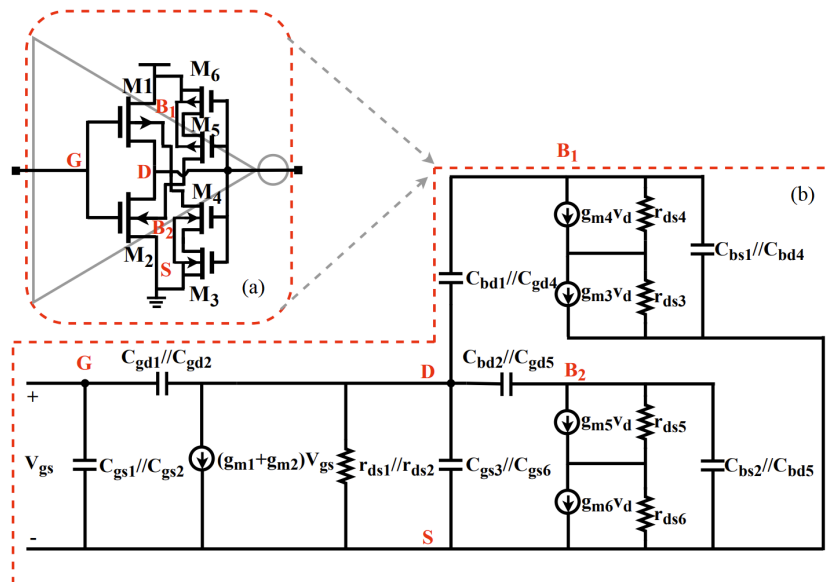 M1
M6
B1
M5
G
D
M4
B2
M2
S
M3
(a)
B1
(b)
gm4vd
rds4
Cbd1//Cgd4
Cbs1//Cbd4
gm3vd
rds3
G
Cgd1//Cgd2
D
Cbd2//Cgd5
B2
+
gm5vd
rds5
Vgs
Cgs1//Cgs2
(gm1+gm2)Vgs
rds1//rds2
Cgs3//Cgs6
Cbs2//Cbd5
gm6vd
rds6
-
S